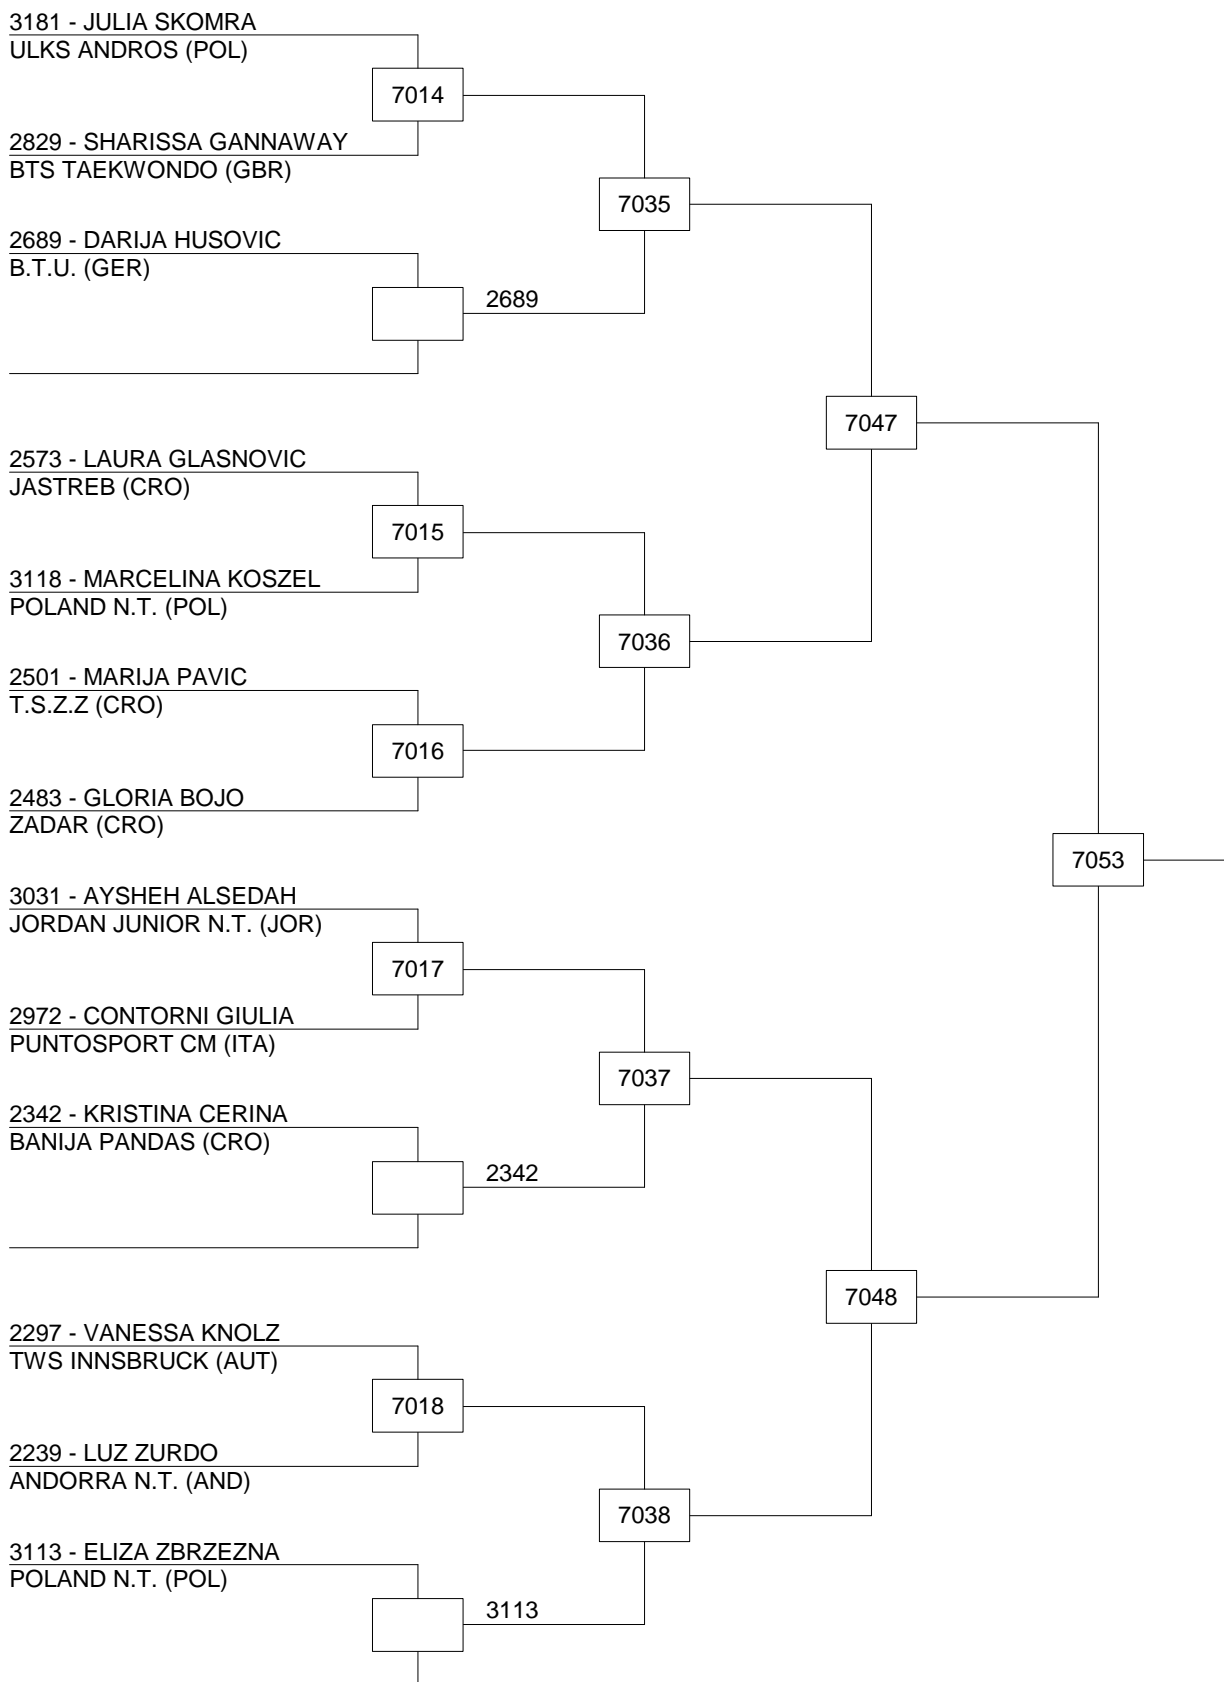 3181 - JULIA SKOMRA
ULKS ANDROS (POL)
7014
2829 - SHARISSA GANNAWAY
BTS TAEKWONDO (GBR)
7035
2689 - DARIJA HUSOVIC
B.T.U. (GER)
2689
7047
2573 - LAURA GLASNOVIC
JASTREB (CRO)
7015
3118 - MARCELINA KOSZEL
POLAND N.T. (POL)
7036
2501 - MARIJA PAVIC
T.S.Z.Z (CRO)
7016
2483 - GLORIA BOJO
ZADAR (CRO)
7053
3031 - AYSHEH ALSEDAH
JORDAN JUNIOR N.T. (JOR)
7017
2972 - CONTORNI GIULIA
PUNTOSPORT CM (ITA)
7037
2342 - KRISTINA CERINA
BANIJA PANDAS (CRO)
2342
7048
2297 - VANESSA KNOLZ
TWS INNSBRUCK (AUT)
7018
2239 - LUZ ZURDO
ANDORRA N.T. (AND)
7038
3113 - ELIZA ZBRZEZNA
POLAND N.T. (POL)
3113